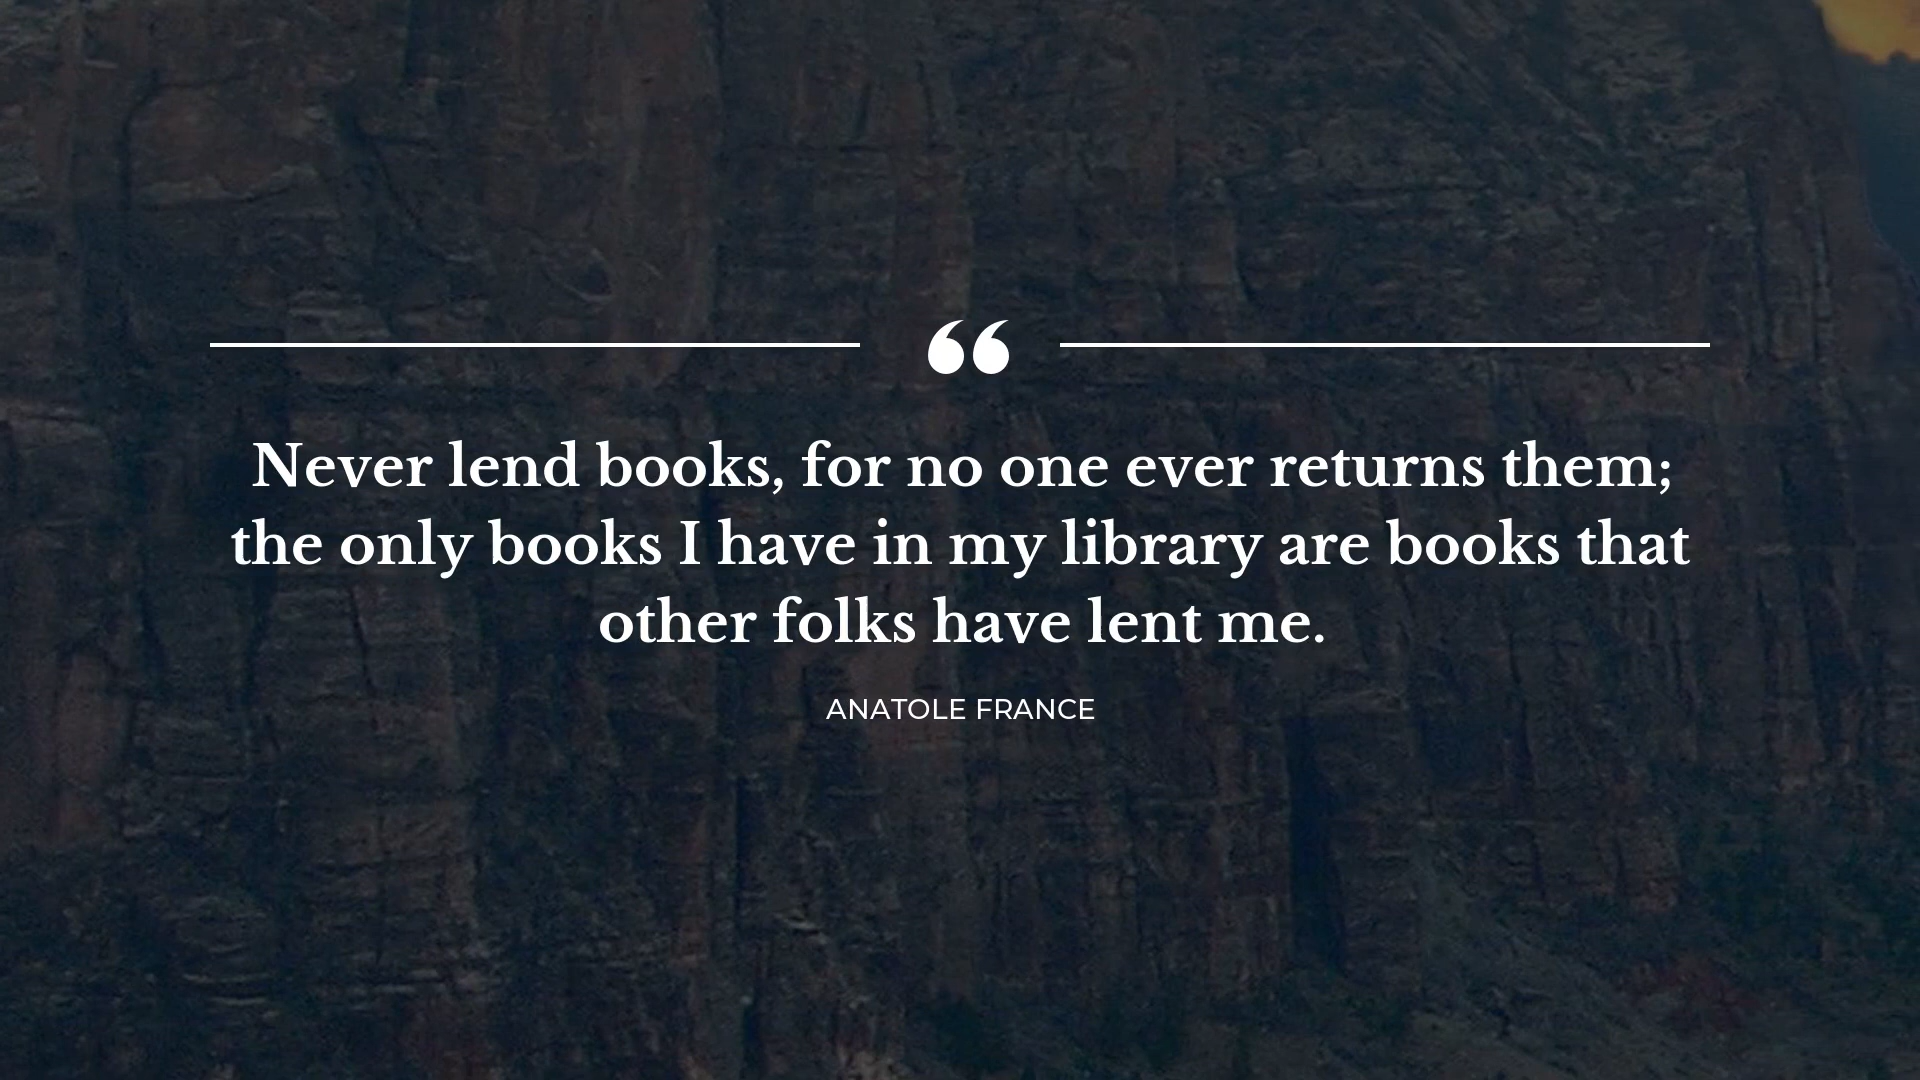 “
Never lend books, for no one ever returns them;
the only books I have in my library are books that
other folks have lent me.
ANATOLE FRANCE